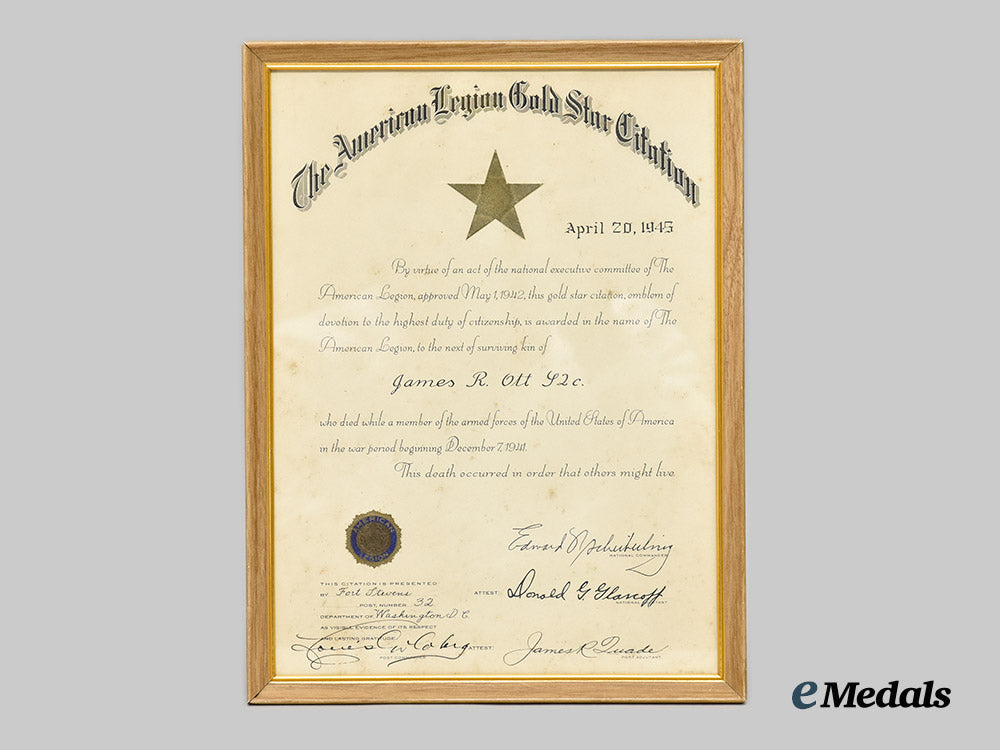 The American Legion Gold Star Citation
April 20, 1945
By virtue of an act of the national executive committee of The
American Legion, approved May 1, 1942, this gold star citation, emblem of
devotion to the highest duty of citizenship, is awarded in the name of The
American Legion, to the next of surviving kin of
James R. Ott S2c.
who died while a member of the armed forces of the United States of America
in the war period beginning December 7, 1941.
This death occurred in order that others might live.
AMERICAN
LEGION
Edward N Scheiberling
NATIONAL COMMANDER
THIS CITATION IS PRESENTED
BY Fort Stevens
POST, NUMBER 32
DEPARTMENT OF Washington D.C.
AS VISIBLE EVIDENCE OF ITS RESPECT
AND LASTING GRATITUDE
ATTEST: Donald G. Glascoff
NATIONAL ADJUTANT
POST COMMANDER
ATTEST: James R Quade
POST ADJUTANT
eMedals